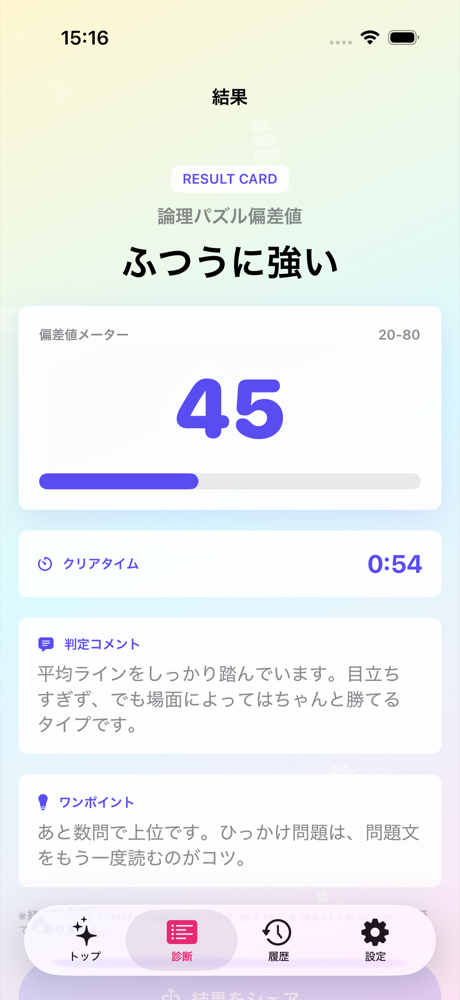 15:16
結果
RESULT CARD
論理パズル偏差値
ふつうに強い
偏差値メーター 20-80
45
クリアタイム 0:54
判定コメント
平均ラインをしっかり踏んでいます。目立ち
すぎず、でも場面によってはちゃんと勝てる
タイプです。
ワンポイント
あと数問で上位です。ひっかけ問題は、問題文
をもう一度読むのがコツ。
トップ 診断 履歴 設定
結果をシェア